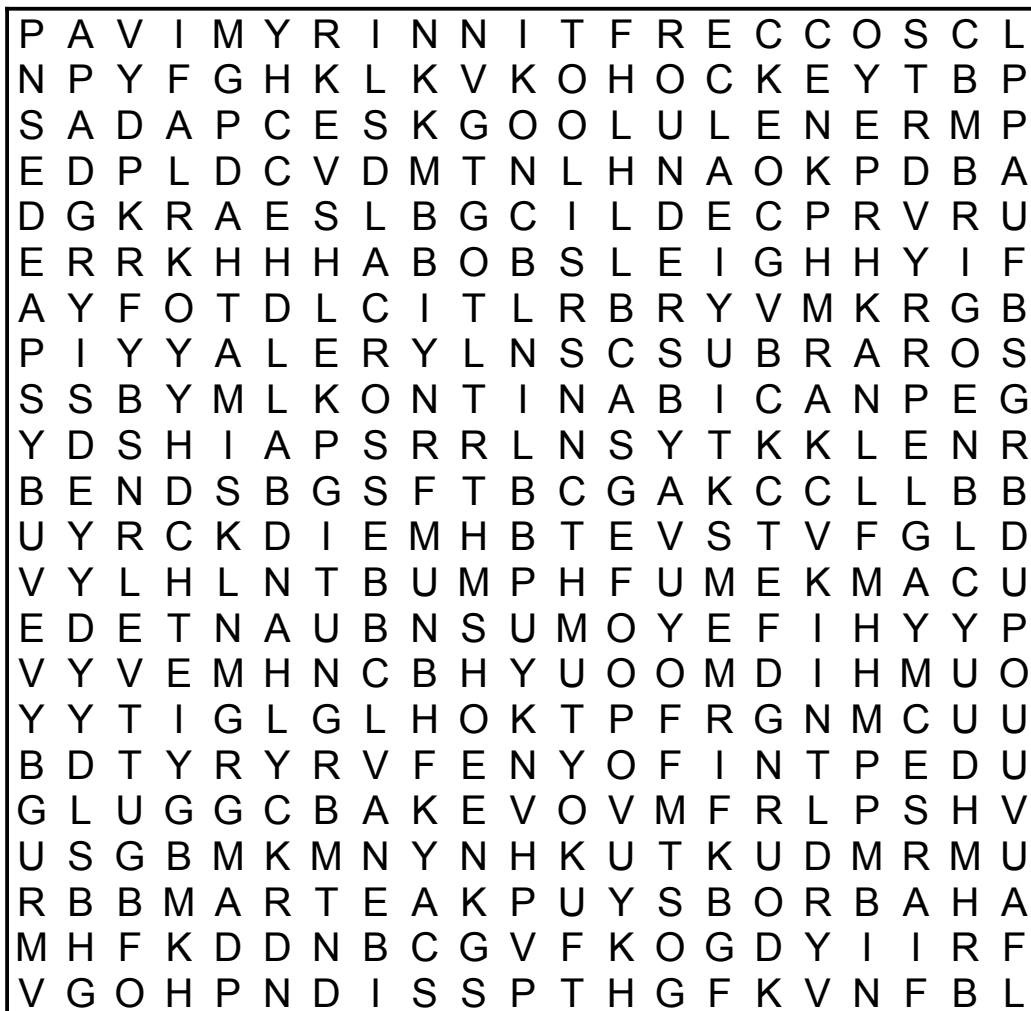 P A V I M Y R I N N I T F R E C C O S C L
N P Y F G H K L K V K O H O C K E Y T B P
S A D A P C E S K G O O L U L E N E R M P
E D P L D C V D M T N L H N A O K P D B A
D G K R A E S L B G C I L D E C P R V R U
E R R K H H H A B O B S L E I G H H Y I F
A Y F O T D L C I T L R B R Y V M K R G B
P I Y Y A L E R Y L N S C S U B R A R O S
S S B Y M L K O N T I N A B I C A N P E G
Y D S H I A P S R R L N S Y T K K L E N R
B E N D S B G S F T B C G A K C C L L B B
U Y R C K D I E M H B T E V S T V F G L D
V Y L H L N T B U M P H F U M E K M A C U
E D E T N A U B N S U M O Y E F I H Y Y P
V Y V E M H N C B H Y U O O M D I H M U O
Y Y T I G L G L H O K T P F R G N M C U U
B D T Y R Y R V F E N Y O F I N T P E D U
G L U G G C B A K E V O V M F R L P S H V
U S G B M K M N Y N H K U T K U D M R M U
R B B M A R T E A K P U Y S B O R B A H A
M H F K D D N B C G V F K O G D Y I I R F
V G O H P N D I S S P T H G F K V N F B L